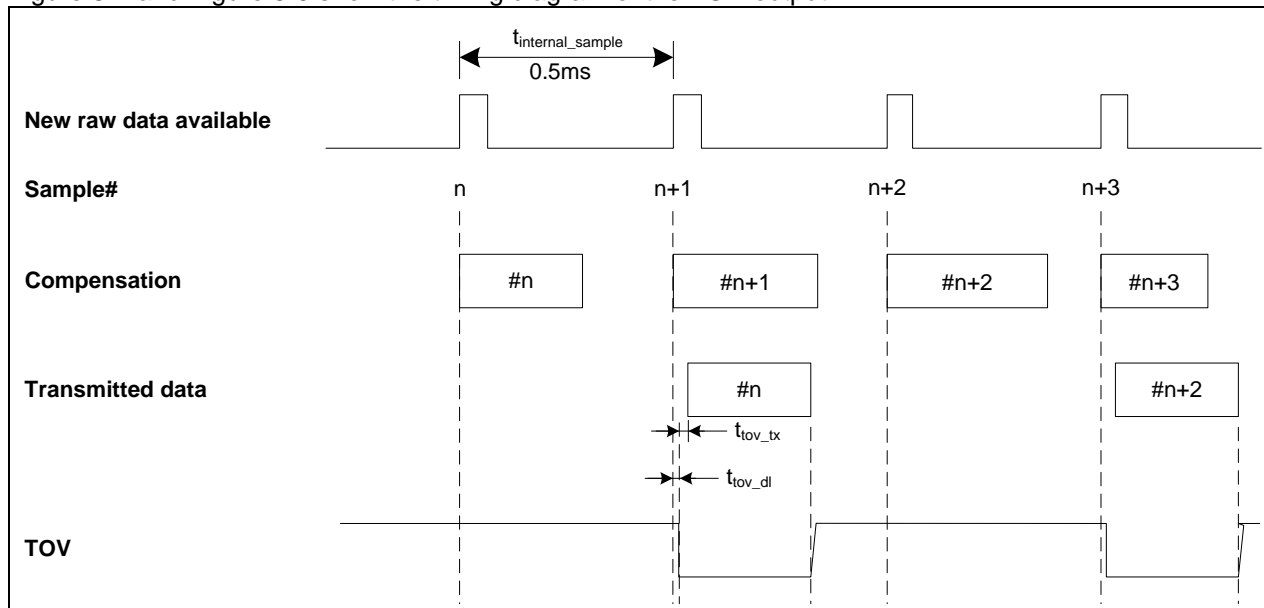 t_internal_sample
0.5ms
New raw data available
Sample# n n+1 n+2 n+3
Compensation #n #n+1 #n+2 #n+3
Transmitted data #n #n+2
t_tov_tx
t_tov_dl
TOV